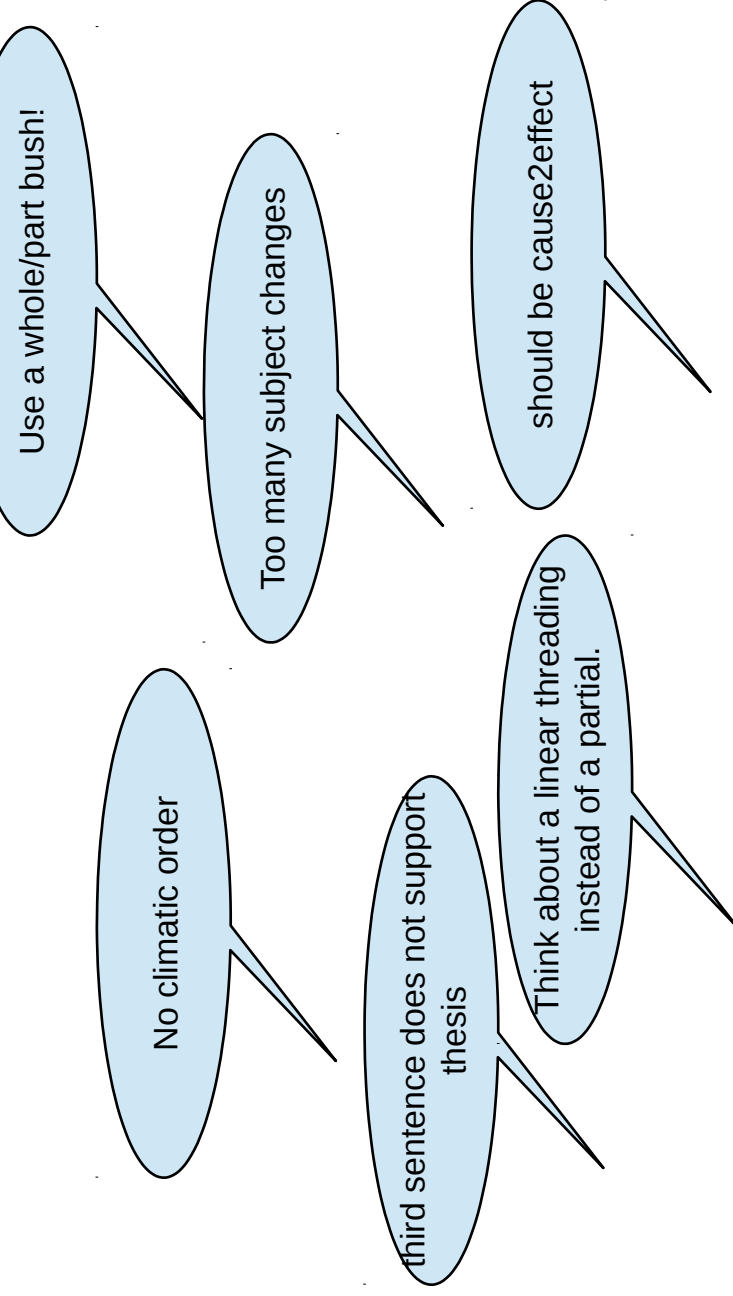 Use a whole/part bush!
No climatic order
Too many subject changes
third sentence does not support
thesis
should be cause2effect
Think about a linear threading
instead of a partial.